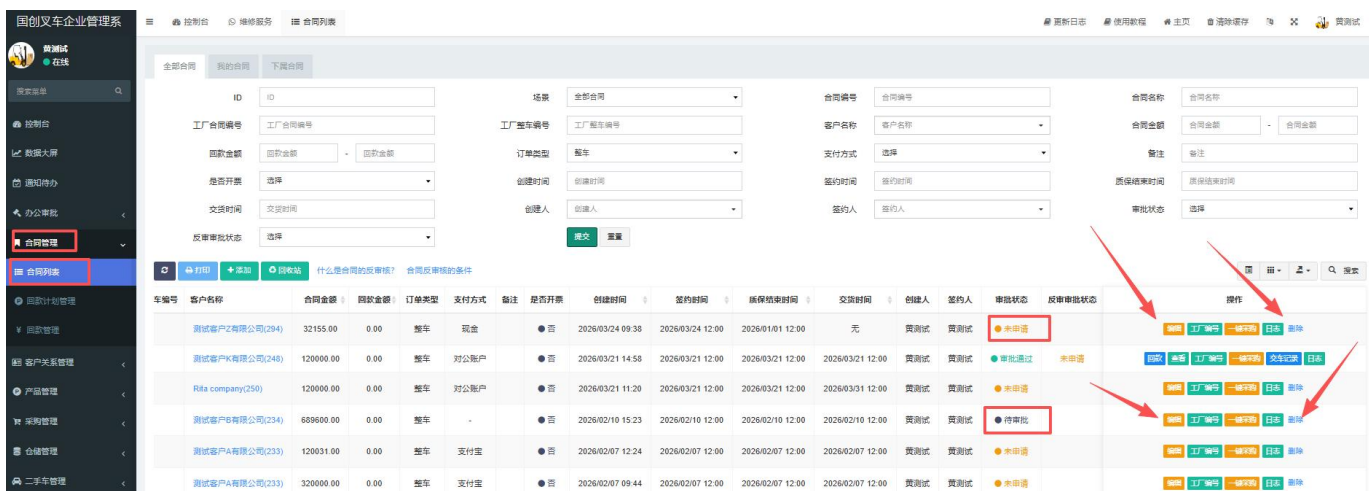 国创叉车企业管理系
控制台 维修服务 合同列表
更新日志 使用教程 主页 清除缓存 黄测试
黄测试
在线
搜索菜单
控制台
数据大屏
通知待办
办公审批
合同管理
合同列表
回款计划管理
回款管理
客户关系管理
产品管理
采购管理
仓储管理
二手车管理
全部合同 我的合同 下属合同
ID ID 场景 全部合同 合同编号 合同编号 合同名称 合同名称
工厂合同编号 工厂合同编号 工厂整车编号 工厂整车编号 客户名称 客户名称 合同金额 合同金额 - 合同金额
回款金额 回款金额 - 回款金额 订单类型 整车 支付方式 选择 备注 备注
是否开票 选择 创建时间 创建时间 签约时间 签约时间 质保结束时间 质保结束时间
交货时间 交货时间 创建人 创建人 签约人 签约人 审批状态 选择
反审审批状态 选择 提交 重置
打印 添加 回收站 什么是合同的反审核? 合同反审核的条件 搜索
车编号 客户名称 合同金额 回款金额 订单类型 支付方式 备注 是否开票 创建时间 签约时间 质保结束时间 交货时间 创建人 签约人 审批状态 反审审批状态 操作
测试客户Z有限公司(294) 32155.00 0.00 整车 现金 否 2026/03/24 09:38 2026/03/24 12:00 2026/01/01 12:00 无 黄测试 黄测试 未申请 编辑 工厂编号 一键采购 日志 删除
测试客户K有限公司(248) 120000.00 0.00 整车 对公账户 否 2026/03/21 14:58 2026/03/21 12:00 2026/03/21 12:00 2026/03/21 12:00 黄测试 黄测试 审批通过 未申请 回款 查看 工厂编号 一键采购 交车记录 日志
Rita company(250) 120000.00 0.00 整车 对公账户 否 2026/03/21 11:20 2026/03/21 12:00 2026/03/21 12:00 2026/03/31 12:00 黄测试 黄测试 未申请 编辑 工厂编号 一键采购 日志 删除
测试客户B有限公司(234) 689600.00 0.00 整车 - 否 2026/02/10 15:23 2026/02/10 12:00 2026/02/10 12:00 2026/02/10 12:00 黄测试 黄测试 待审批 编辑 工厂编号 一键采购 日志 删除
测试客户A有限公司(233) 120031.00 0.00 整车 支付宝 否 2026/02/07 12:24 2026/02/07 12:00 2026/02/07 12:00 2026/02/07 12:00 黄测试 黄测试 未申请 编辑 工厂编号 一键采购 日志 删除
测试客户A有限公司(233) 320000.00 0.00 整车 支付宝 否 2026/02/07 09:44 2026/02/07 12:00 2026/02/07 12:00 2026/02/07 12:00 黄测试 黄测试 未申请 编辑 工厂编号 一键采购 日志 删除